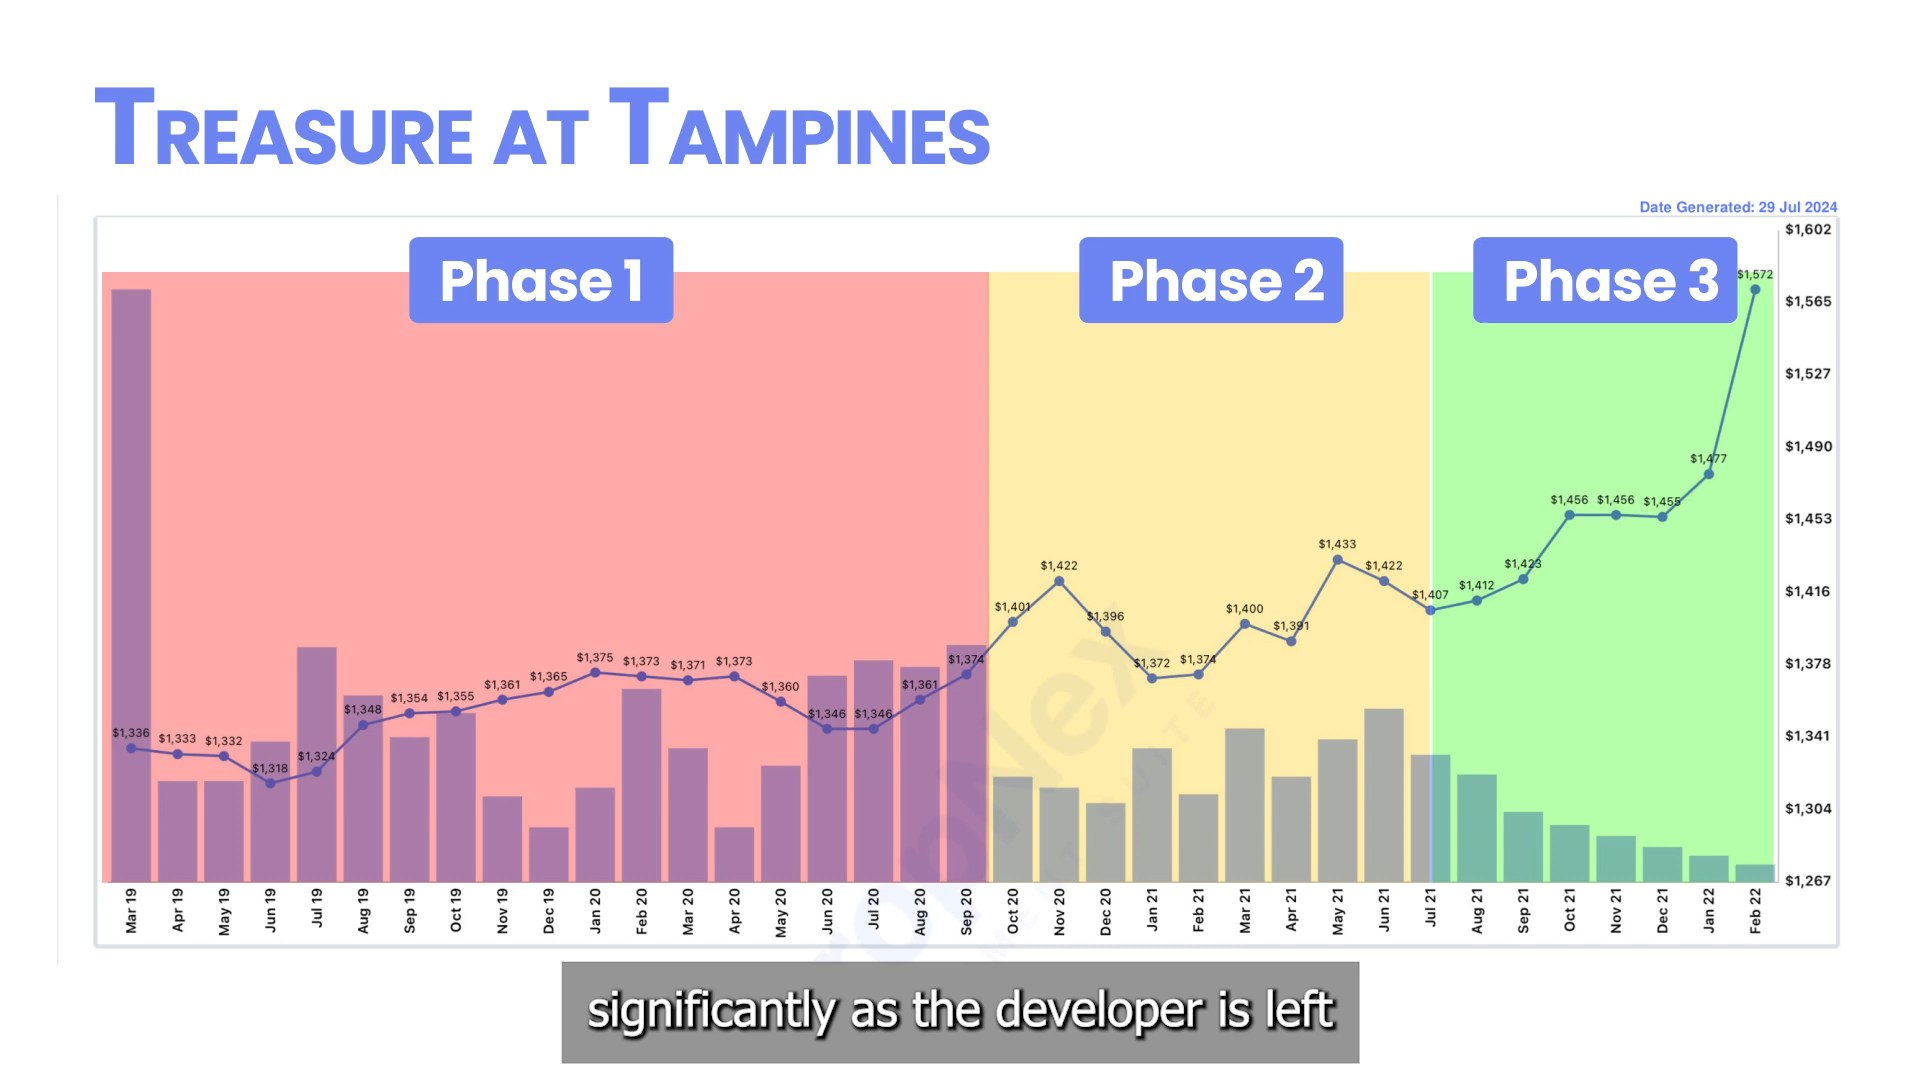 TREASURE AT TAMPINES
Date Generated: 29 Jul 2024
Phase 1
Phase 2
Phase 3
$1,602
$1,565
$1,527
$1,490
$1,453
$1,416
$1,378
$1,341
$1,304
$1,267
$1,336
$1,333
$1,332
$1,318
$1,324
$1,348
$1,354
$1,355
$1,361
$1,365
$1,375
$1,373
$1,371
$1,373
$1,360
$1,346
$1,346
$1,361
$1,374
$1,401
$1,422
$1,396
$1,372
$1,374
$1,400
$1,391
$1,433
$1,422
$1,407
$1,412
$1,423
$1,456
$1,456
$1,455
$1,477
$1,572
Mar 19
Apr 19
May 19
Jun 19
Jul 19
Aug 19
Sep 19
Oct 19
Nov 19
Dec 19
Jan 20
Feb 20
Mar 20
Apr 20
May 20
Jun 20
Jul 20
Aug 20
Sep 20
Oct 20
Nov 20
Dec 20
Jan 21
Feb 21
Mar 21
Apr 21
May 21
Jun 21
Jul 21
Aug 21
Sep 21
Oct 21
Nov 21
Dec 21
Jan 22
Feb 22
significantly as the developer is left